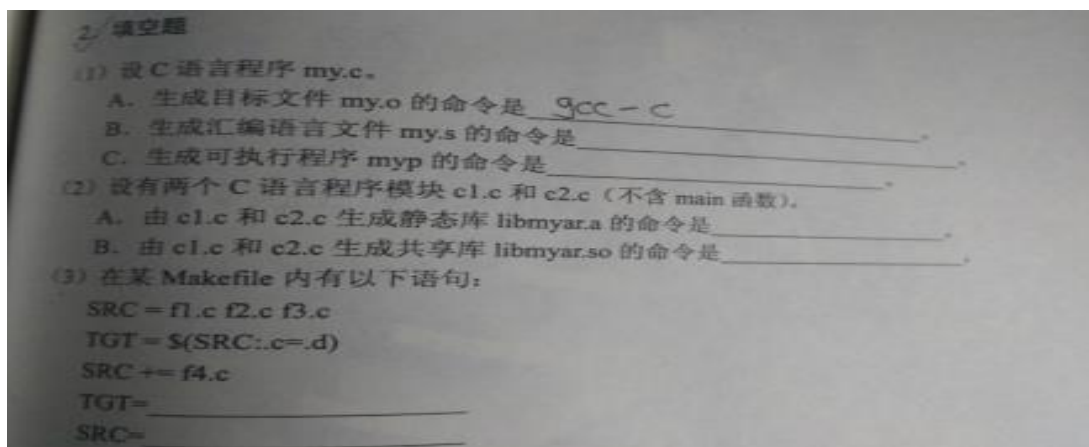 2. 填空题
(1) 设 C 语言程序 my.c。
A. 生成目标文件 my.o 的命令是 gcc -c 。
B. 生成汇编语言文件 my.s 的命令是 。
C. 生成可执行程序 myp 的命令是 。
(2) 设有两个 C 语言程序模块 c1.c 和 c2.c（不含 main 函数）。
A. 由 c1.c 和 c2.c 生成静态库 libmyar.a 的命令是 。
B. 由 c1.c 和 c2.c 生成共享库 libmyar.so 的命令是 。
(3) 在某 Makefile 内有以下语句：
SRC = f1.c f2.c f3.c
TGT = $(SRC:.c=.d)
SRC += f4.c
TGT=
SRC=